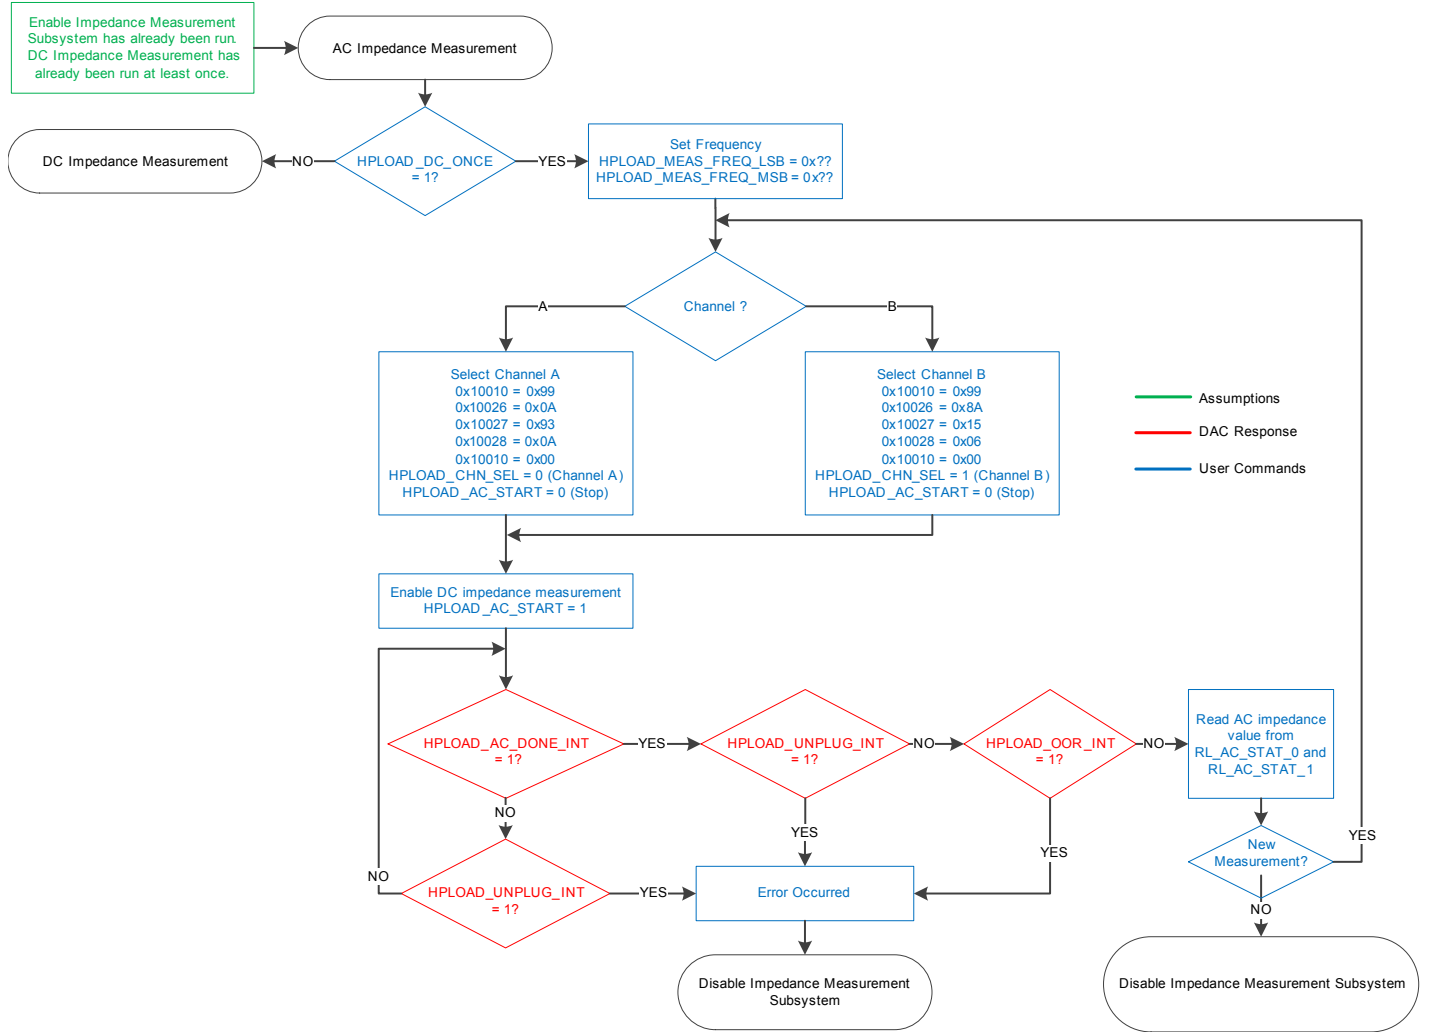 Enable Impedance Measurement
Subsystem has already been run.
DC Impedance Measurement has
already been run at least once.
AC Impedance Measurement
DC Impedance Measurement
NO
HPLOAD_DC_ONCE
= 1?
YES
Set Frequency
HPLOAD_MEAS_FREQ_LSB = 0x??
HPLOAD_MEAS_FREQ_MSB = 0x??
Channel ?
A
B
Select Channel A
0x10010 = 0x99
0x10026 = 0x0A
0x10027 = 0x93
0x10028 = 0x0A
0x10010 = 0x00
HPLOAD_CHN_SEL = 0 (Channel A)
HPLOAD_AC_START = 0 (Stop)
Select Channel B
0x10010 = 0x99
0x10026 = 0x8A
0x10027 = 0x15
0x10028 = 0x06
0x10010 = 0x00
HPLOAD_CHN_SEL = 1 (Channel B)
HPLOAD_AC_START = 0 (Stop)
Assumptions
DAC Response
User Commands
Enable DC impedance measurement
HPLOAD_AC_START = 1
HPLOAD_AC_DONE_INT
= 1?
YES
HPLOAD_UNPLUG_INT
= 1?
NO
HPLOAD_OOR_INT
= 1?
NO
Read AC impedance
value from
RL_AC_STAT_0 and
RL_AC_STAT_1
NO
YES
YES
YES
New
Measurement?
NO
HPLOAD_UNPLUG_INT
= 1?
YES
Error Occurred
NO
Disable Impedance Measurement
Subsystem
Disable Impedance Measurement Subsystem